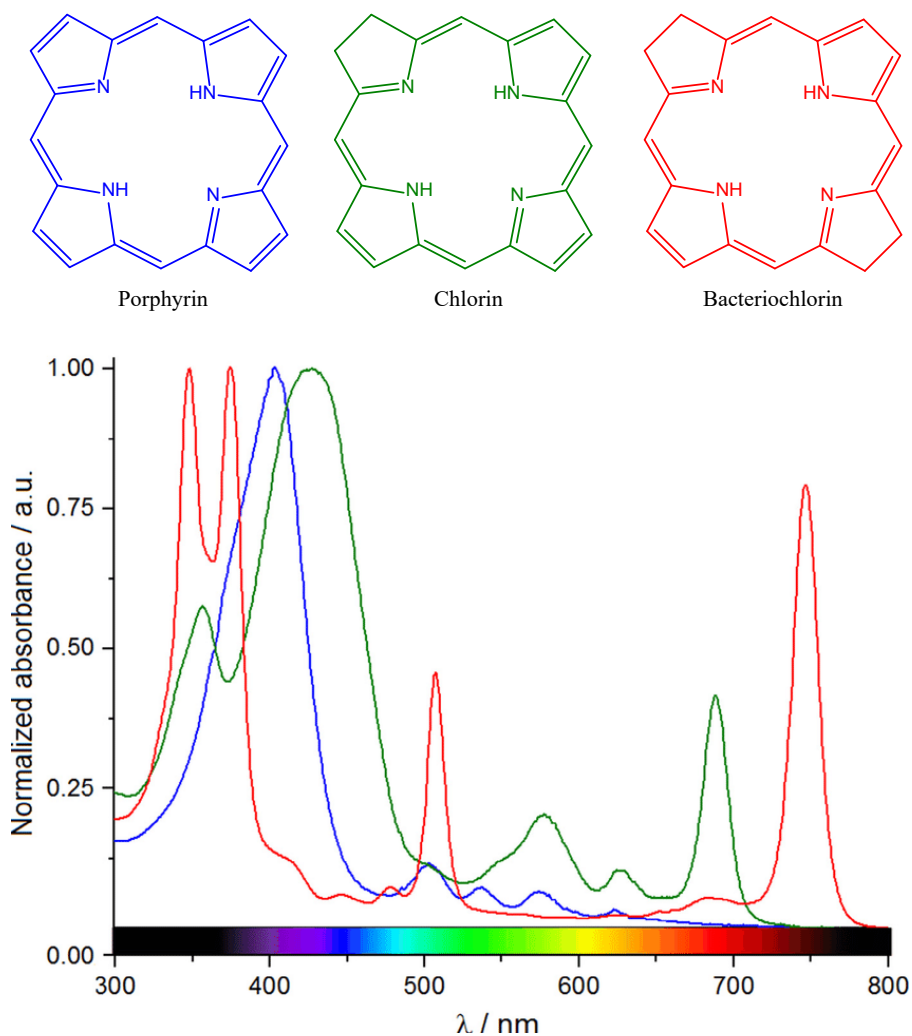 N HN N HN N HN
NH N NH N NH N
Porphyrin Chlorin Bacteriochlorin
1.00
0.75
0.50
0.25
0.00
Normalized absorbance / a.u.
300 400 500 600 700 800
λ / nm